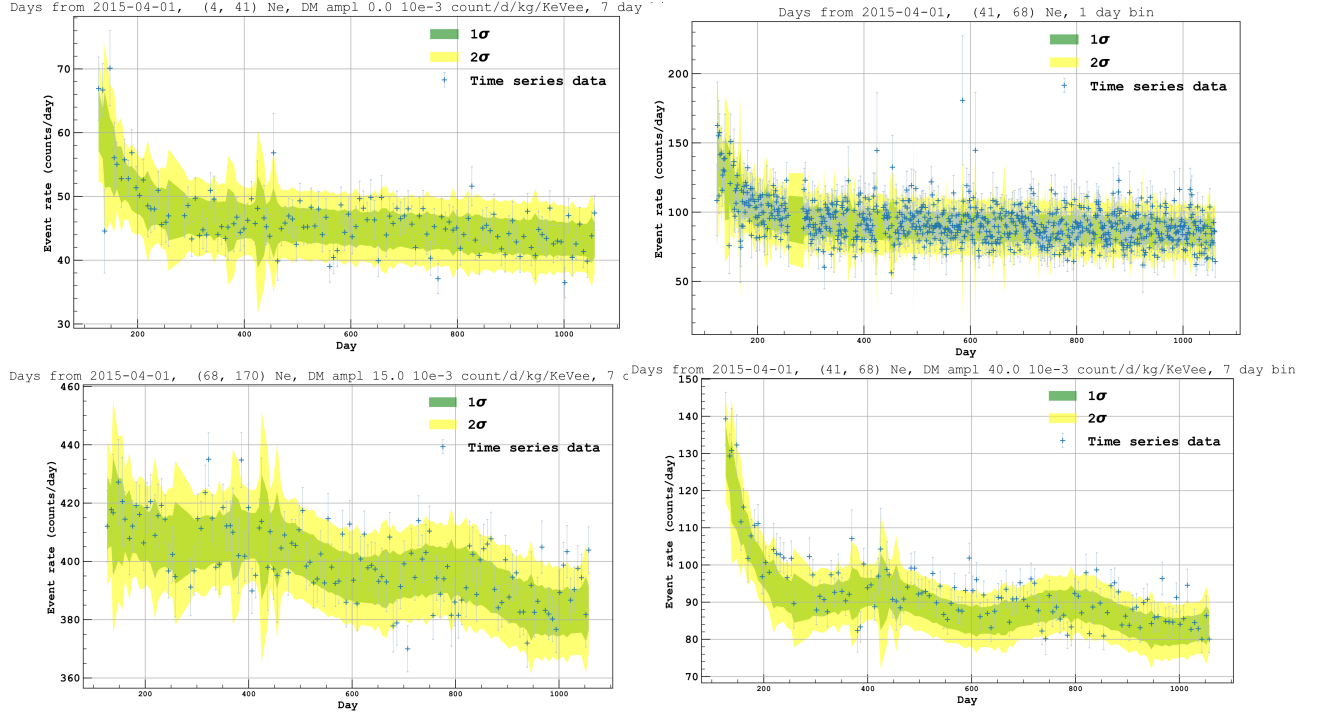 Days from 2015-04-01, (4, 41) Ne, DM ampl 0.0 10e-3 count/d/kg/KeVee, 7 day
1σ
2σ
Time series data
Event rate (counts/day)
70
60
50
40
30
200 400 600 800 1000
Day
Days from 2015-04-01, (41, 68) Ne, 1 day bin
1σ
2σ
Time series data
Event rate (counts/day)
200
150
100
50
200 400 600 800 1000
Day
Days from 2015-04-01, (68, 170) Ne, DM ampl 15.0 10e-3 count/d/kg/KeVee, 7
1σ
2σ
Time series data
Event rate (counts/day)
460
440
420
400
380
360
200 400 600 800 1000
Day
Days from 2015-04-01, (41, 68) Ne, DM ampl 40.0 10e-3 count/d/kg/KeVee, 7 day bin
1σ
2σ
Time series data
Event rate (counts/day)
150
140
130
120
110
100
90
80
70
200 400 600 800 1000
Day